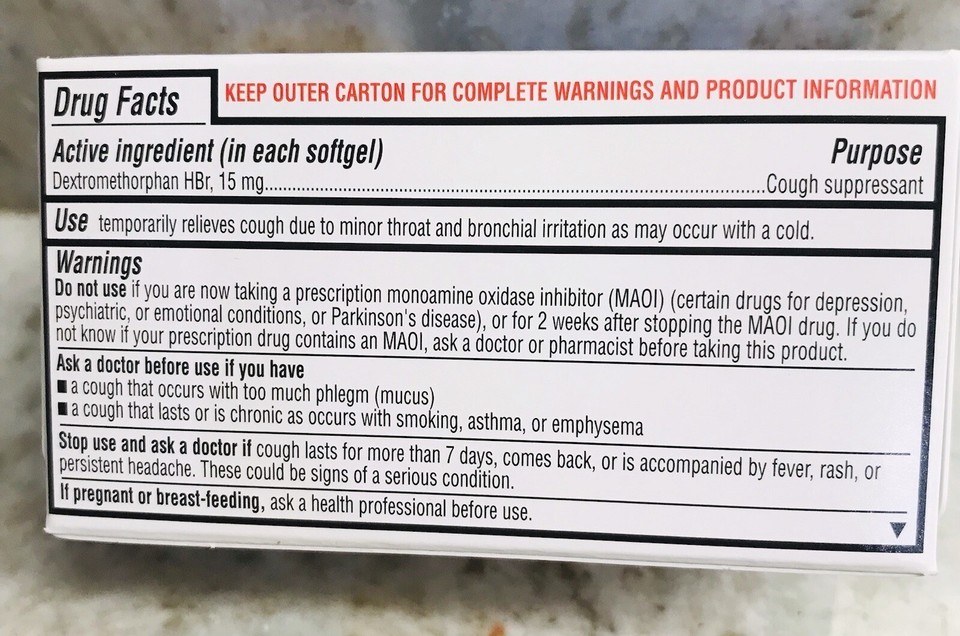 Drug Facts
KEEP OUTER CARTON FOR COMPLETE WARNINGS AND PRODUCT INFORMATION
Active ingredient (in each softgel) Purpose
Dextromethorphan HBr, 15 mg..........................................................................................Cough suppressant
Use temporarily relieves cough due to minor throat and bronchial irritation as may occur with a cold.
Warnings
Do not use if you are now taking a prescription monoamine oxidase inhibitor (MAOI) (certain drugs for depression,
psychiatric, or emotional conditions, or Parkinson's disease), or for 2 weeks after stopping the MAOI drug. If you do
not know if your prescription drug contains an MAOI, ask a doctor or pharmacist before taking this product.
Ask a doctor before use if you have
■ a cough that occurs with too much phlegm (mucus)
■ a cough that lasts or is chronic as occurs with smoking, asthma, or emphysema
Stop use and ask a doctor if cough lasts for more than 7 days, comes back, or is accompanied by fever, rash, or
persistent headache. These could be signs of a serious condition.
If pregnant or breast-feeding, ask a health professional before use.